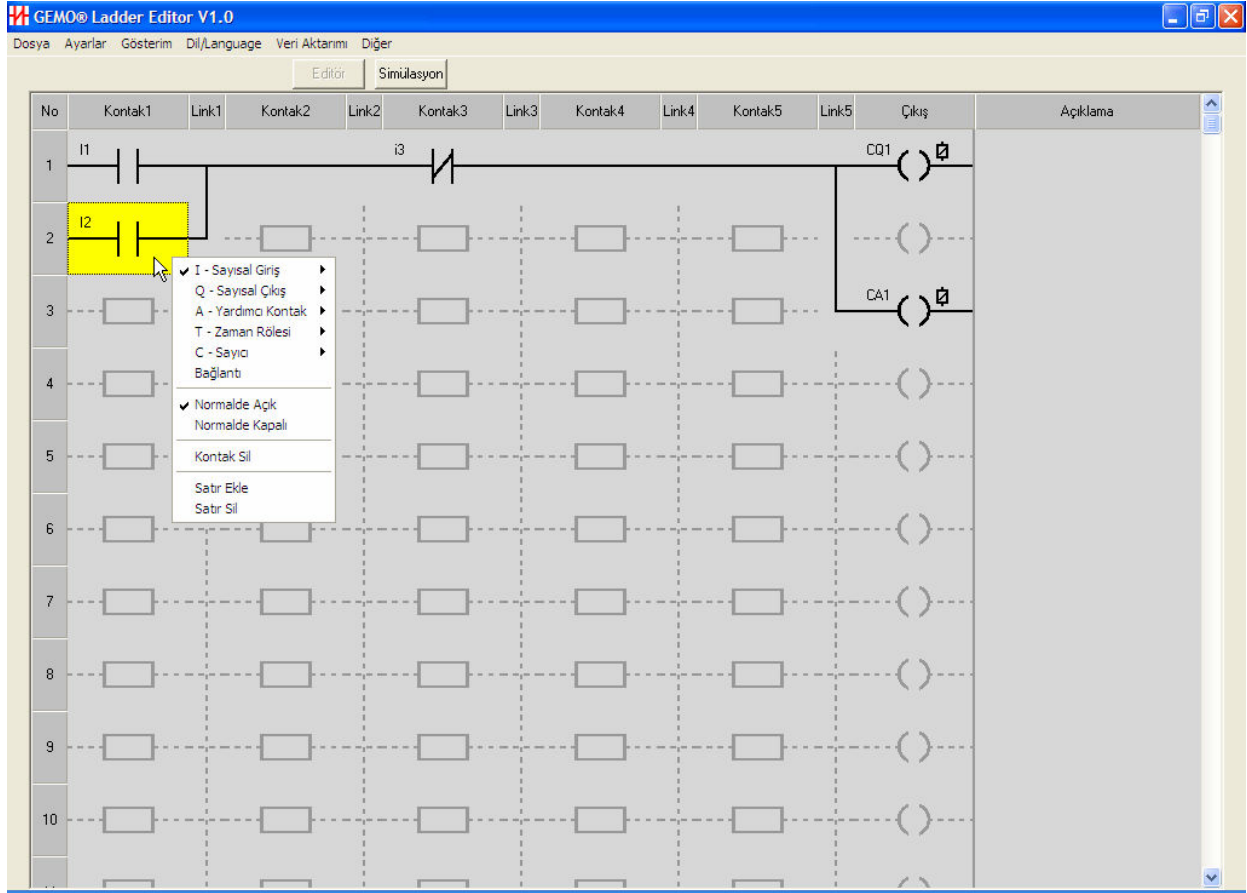 GEMO® Ladder Editor V1.0
Dosya Ayarlar Gösterim Dil/Language Veri Aktarımı Diğer
Editör Simülasyon
No Kontak1 Link1 Kontak2 Link2 Kontak3 Link3 Kontak4 Link4 Kontak5 Link5 Çıkış Açıklama
I1 i3 CQ1
1
I2
2
I - Sayısal Giriş
Q - Sayısal Çıkış
A - Yardımcı Kontak
T - Zaman Rölesi
C - Sayıcı
Bağlantı
Normalde Açık
Normalde Kapalı
Kontak Sil
Satır Ekle
Satır Sil
CA1
3
4
5
6
7
8
9
10